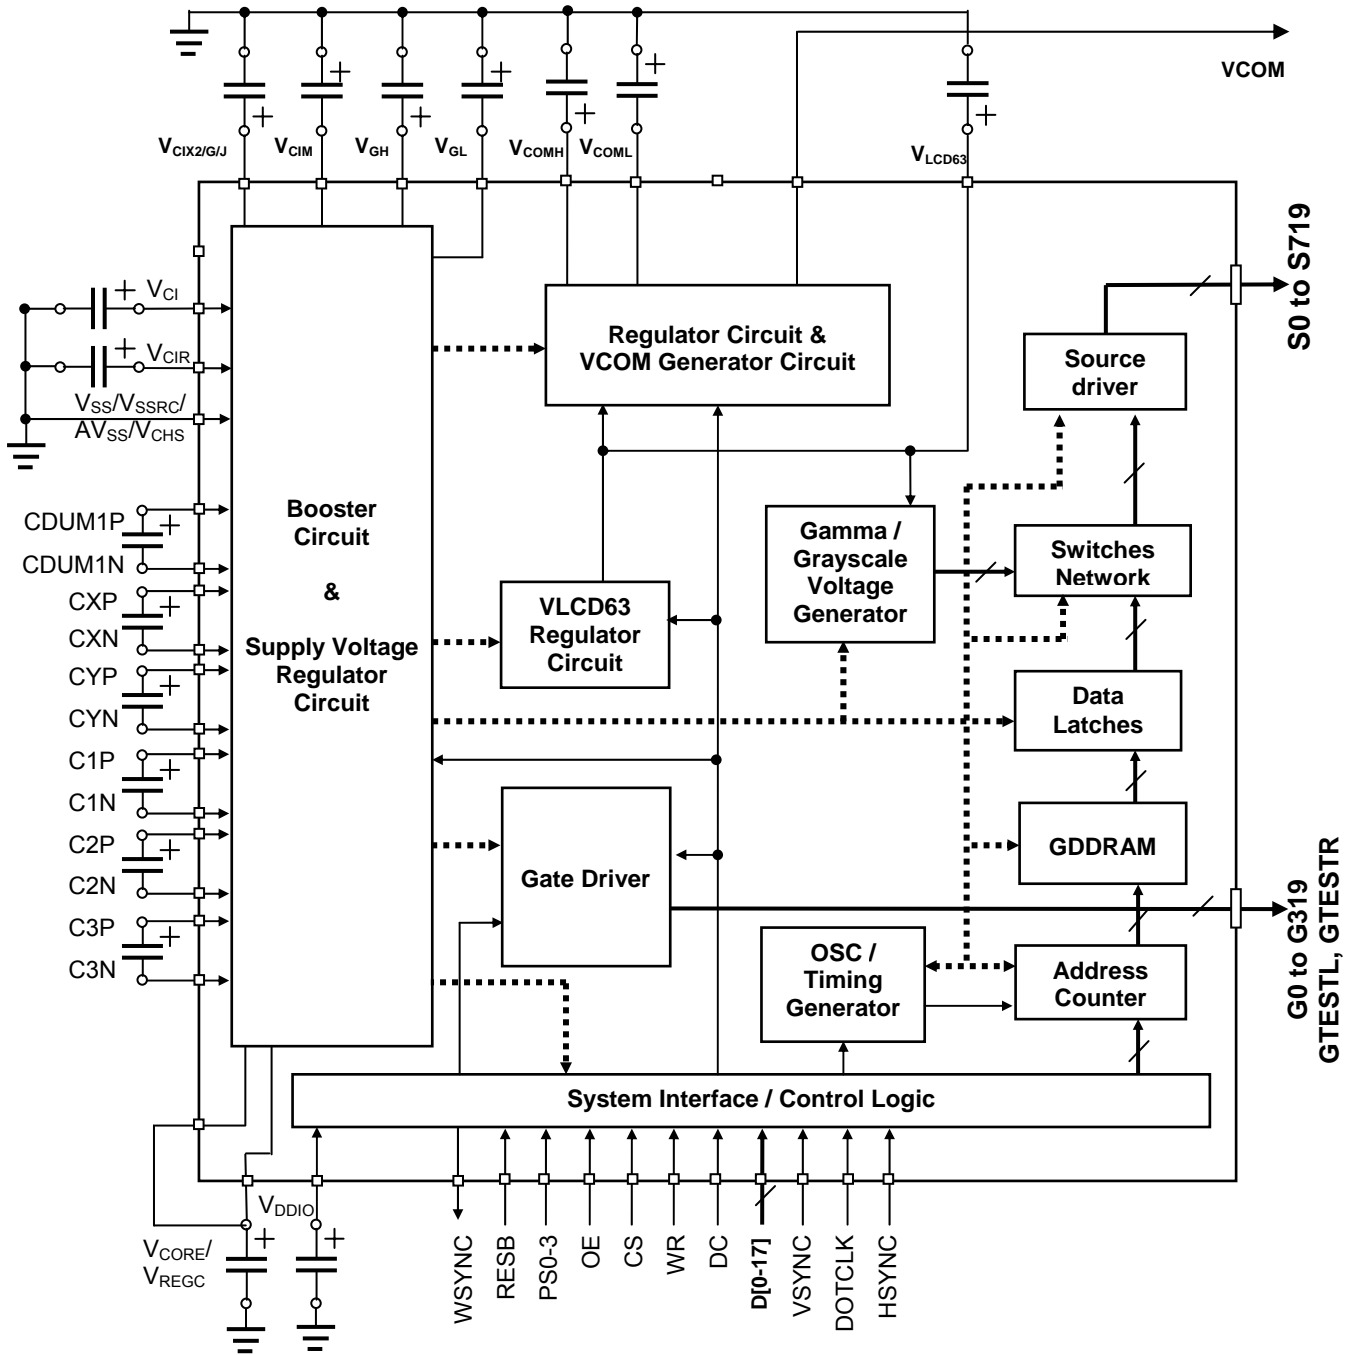 VCOM
VCIX2/G/J
VCIM
VGH
VGL
VCOMH
VCOML
VLCD63
S0 to S719
+ VCI
+ VCIR
VSS/VSSRC/
AVSS/VCHS
Regulator Circuit &
VCOM Generator Circuit
Source
driver
Booster
Circuit
&
Supply Voltage
Regulator
Circuit
CDUM1P
CDUM1N
CXP
CXN
CYP
CYN
C1P
C1N
C2P
C2N
C3P
C3N
Gamma /
Grayscale
Voltage
Generator
Switches
Network
VLCD63
Regulator
Circuit
Data
Latches
GDDRAM
Gate Driver
OSC /
Timing
Generator
Address
Counter
G0 to G319
GTESTL, GTESTR
System Interface / Control Logic
VDDIO
VCORE/
VREGC
WSYNC
RESB
PS0-3
OE
CS
WR
DC
D[0-17]
VSYNC
DOTCLK
HSYNC